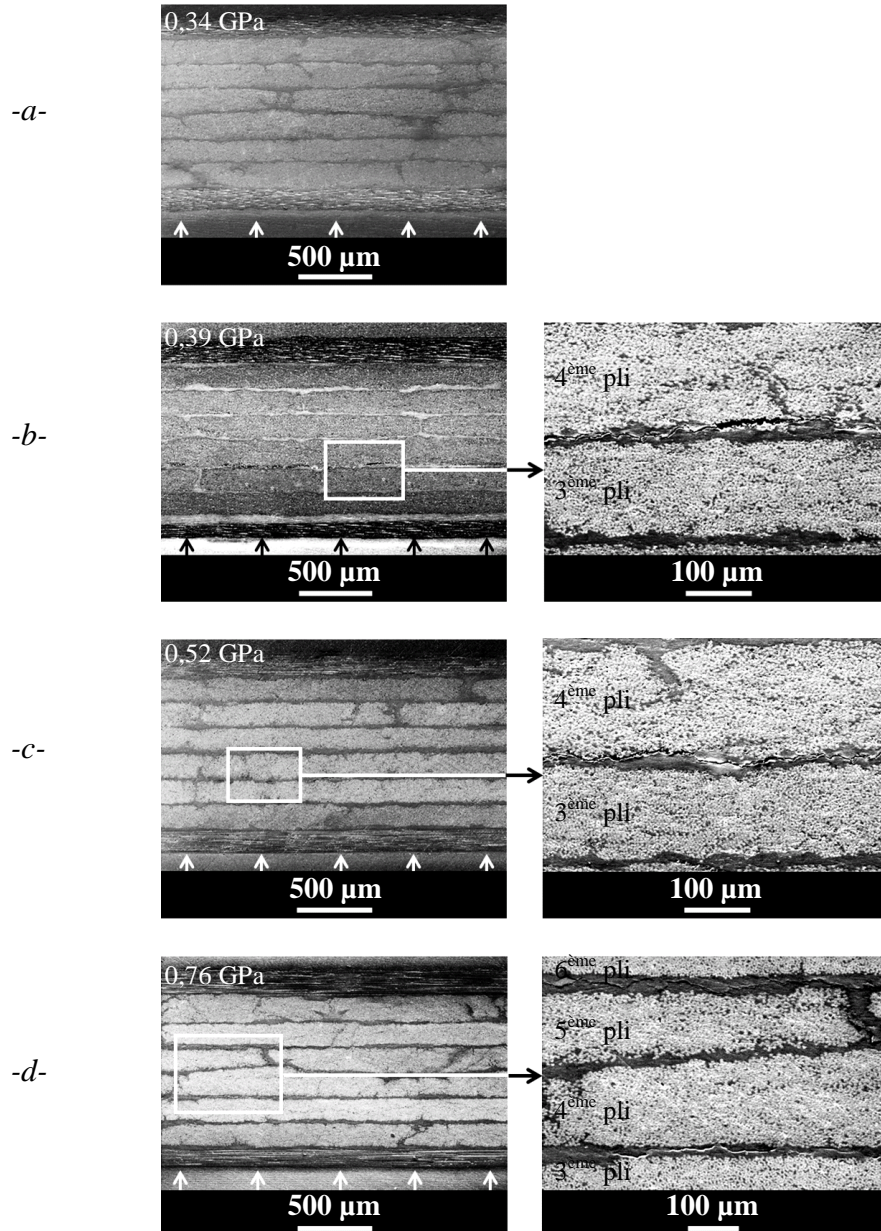 -a-
0,34 GPa
500 µm
-b-
0,39 GPa
500 µm
4ème pli
3ème pli
100 µm
-c-
0,52 GPa
500 µm
4ème pli
3ème pli
100 µm
-d-
0,76 GPa
500 µm
6ème pli
5ème pli
4ème pli
3ème pli
100 µm